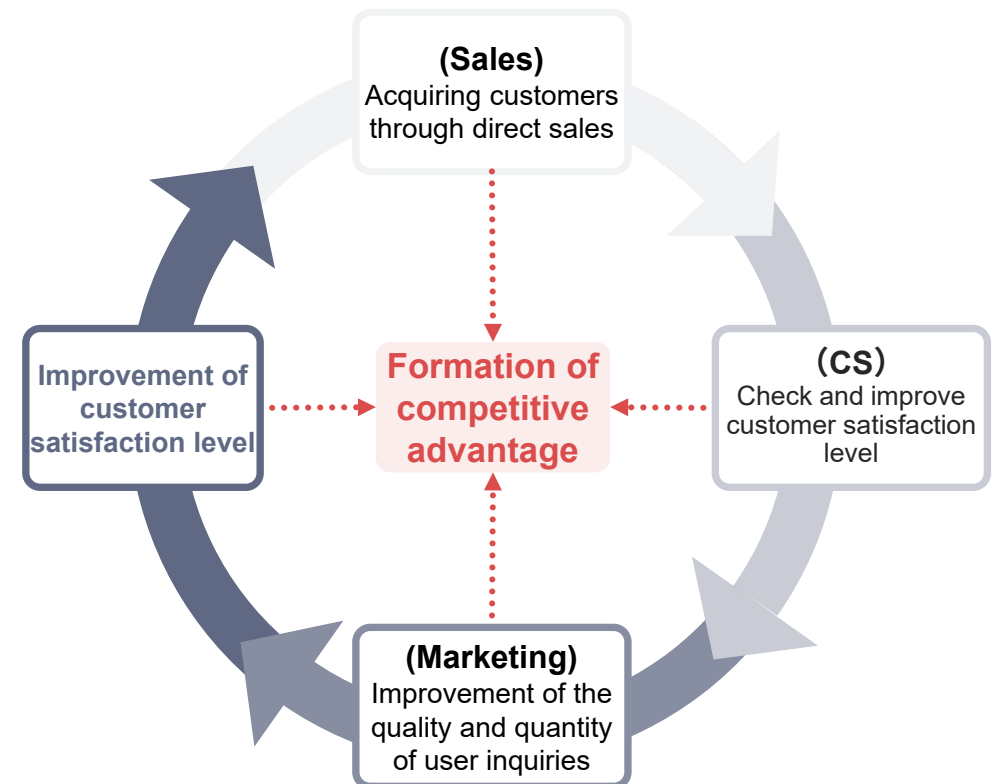 (Sales)
Acquiring customers
through direct sales
Improvement of
customer
satisfaction level
Formation of
competitive
advantage
（CS）
Check and improve
customer satisfaction
level
(Marketing)
Improvement of the
quality and quantity
of user inquiries